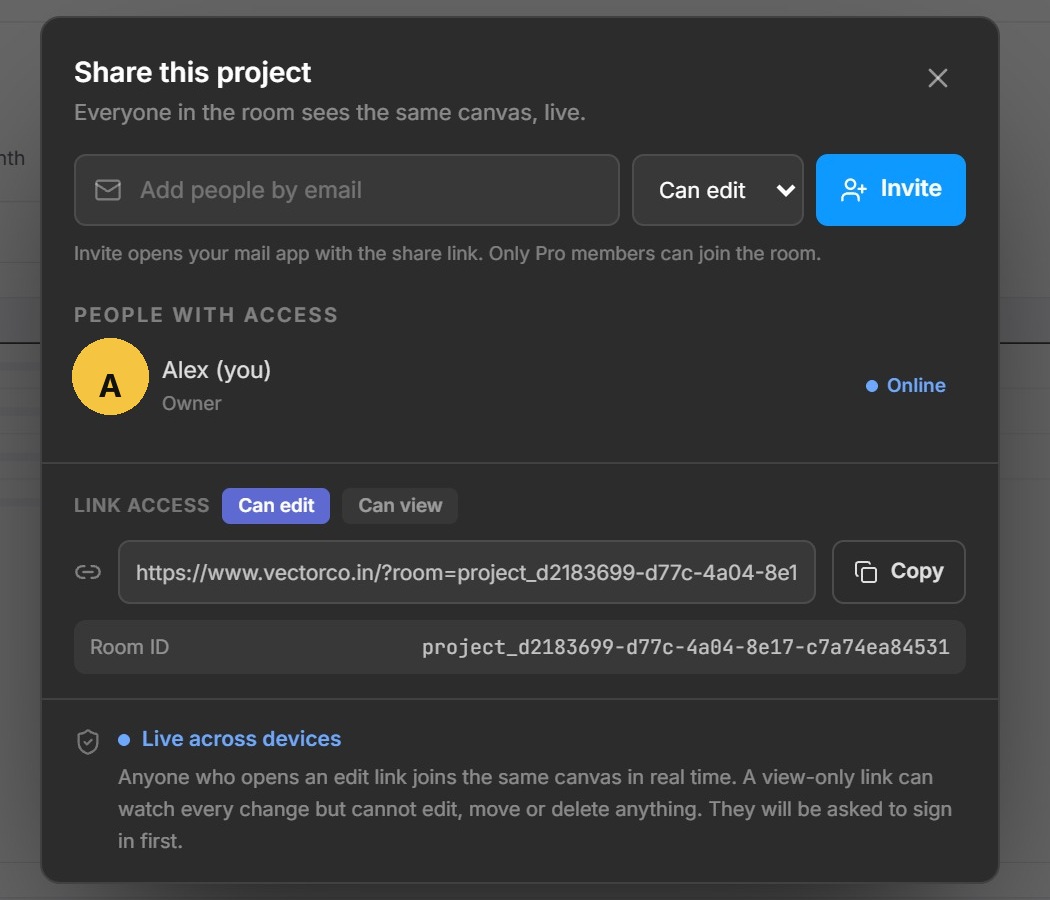 Share this project
Everyone in the room sees the same canvas, live.
nth
Add people by email
Can edit
Invite
Invite opens your mail app with the share link. Only Pro members can join the room.
PEOPLE WITH ACCESS
A
Alex (you)
Owner
Online
LINK ACCESS
Can edit
Can view
https://www.vectorco.in/?room=project_d2183699-d77c-4a04-8e1
Copy
Room ID
project_d2183699-d77c-4a04-8e17-c7a74ea84531
Live across devices
Anyone who opens an edit link joins the same canvas in real time. A view-only link can
watch every change but cannot edit, move or delete anything. They will be asked to sign
in first.